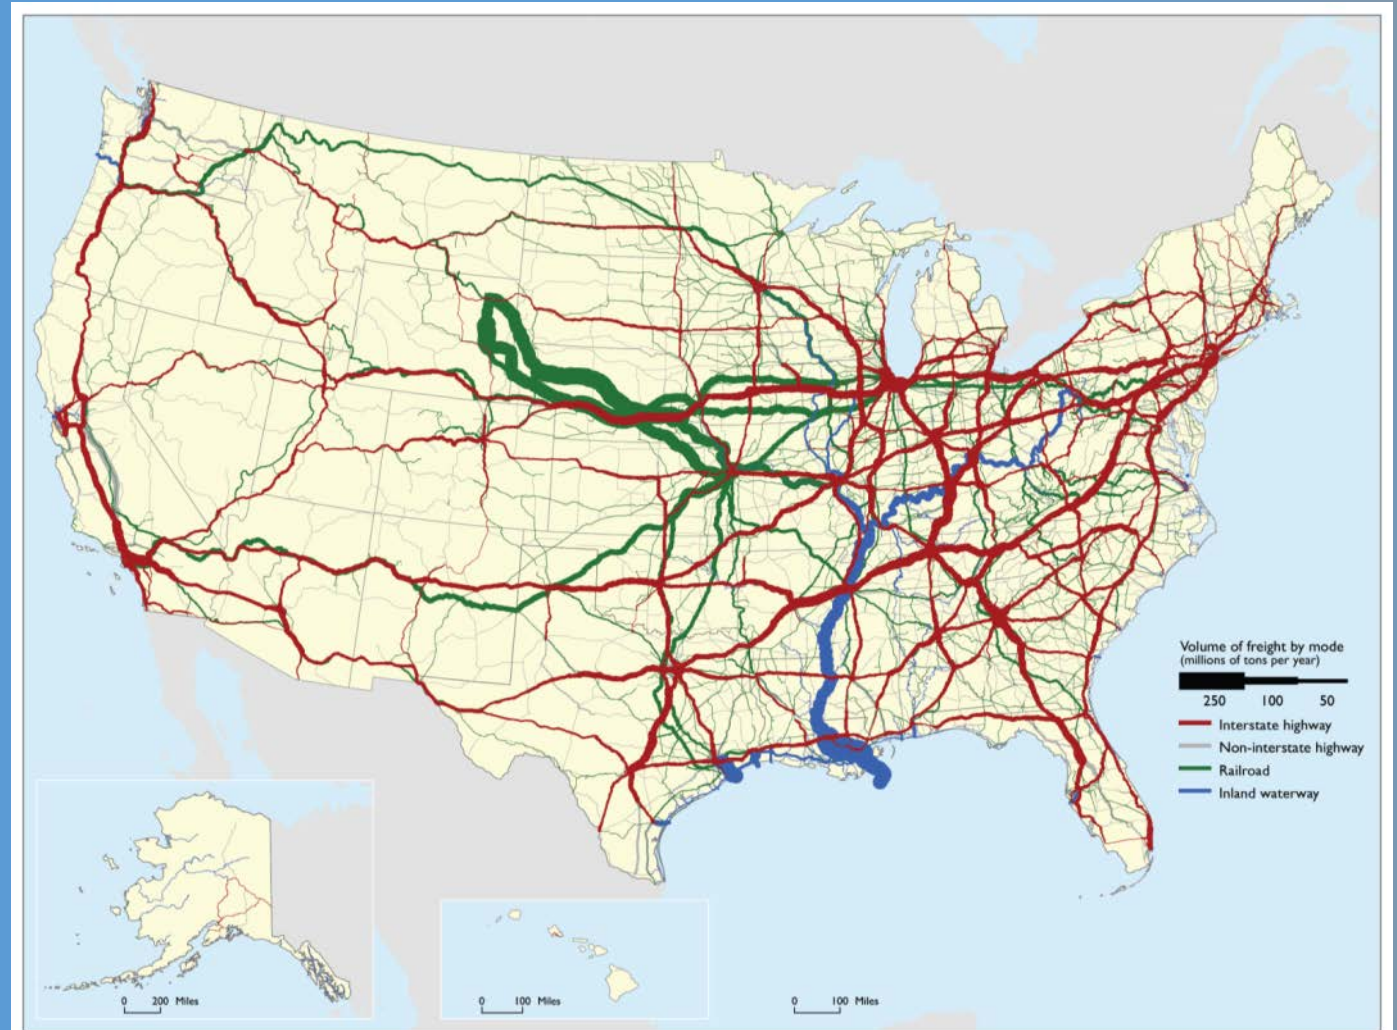 Volume of freight by mode
(millions of tons per year)
250 100 50
Interstate highway
Non-interstate highway
Railroad
Inland waterway
0 200 Miles
0 100 Miles
0 100 Miles